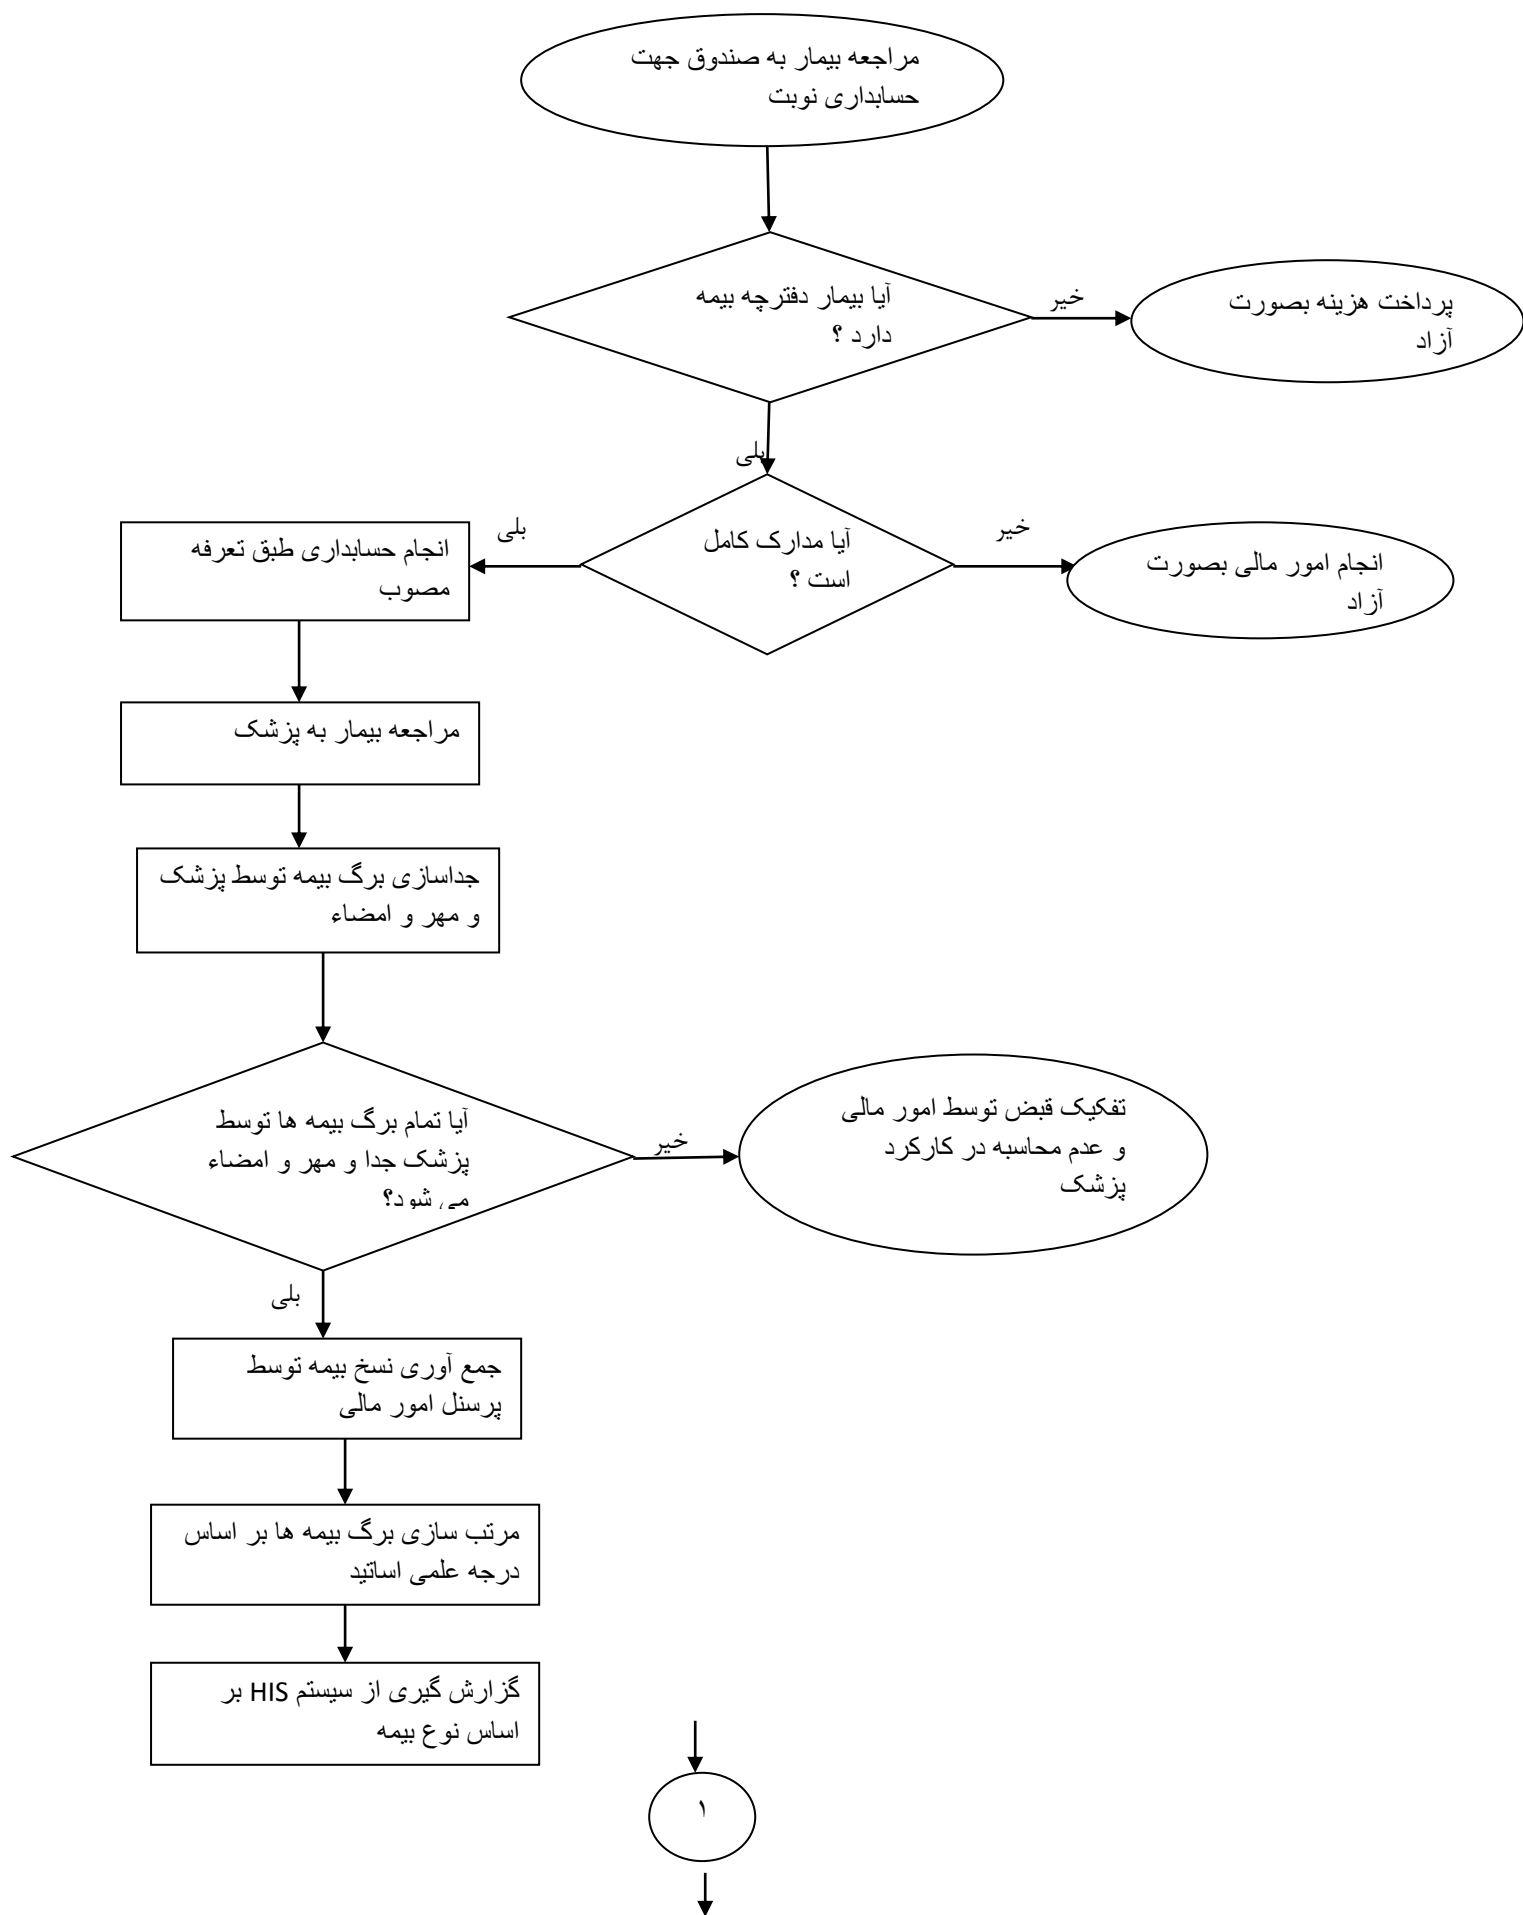 مراجعه بیمار به صندوق جهت
حسابداری نوبت
آیا بیمار دفترچه بیمه
دارد ؟
خیر
پرداخت هزینه بصورت
آزاد
بلی
آیا مدارک کامل
است ؟
خیر
انجام امور مالی بصورت
آزاد
بلی
انجام حسابداری طبق تعرفه
مصوب
مراجعه بیمار به پزشک
جداسازی برگ بیمه توسط پزشک
و مهر و امضاء
آیا تمام برگ بیمه ها توسط
پزشک جدا و مهر و امضاء
می شود؟
خیر
تفکیک قبض توسط امور مالی
و عدم محاسبه در کارکرد
پزشک
بلی
جمع آوری نسخ بیمه توسط
پرسنل امور مالی
مرتب سازی برگ بیمه ها بر اساس
درجه علمی اساتید
گزارش گیری از سیستم HIS بر
اساس نوع بیمه
۱